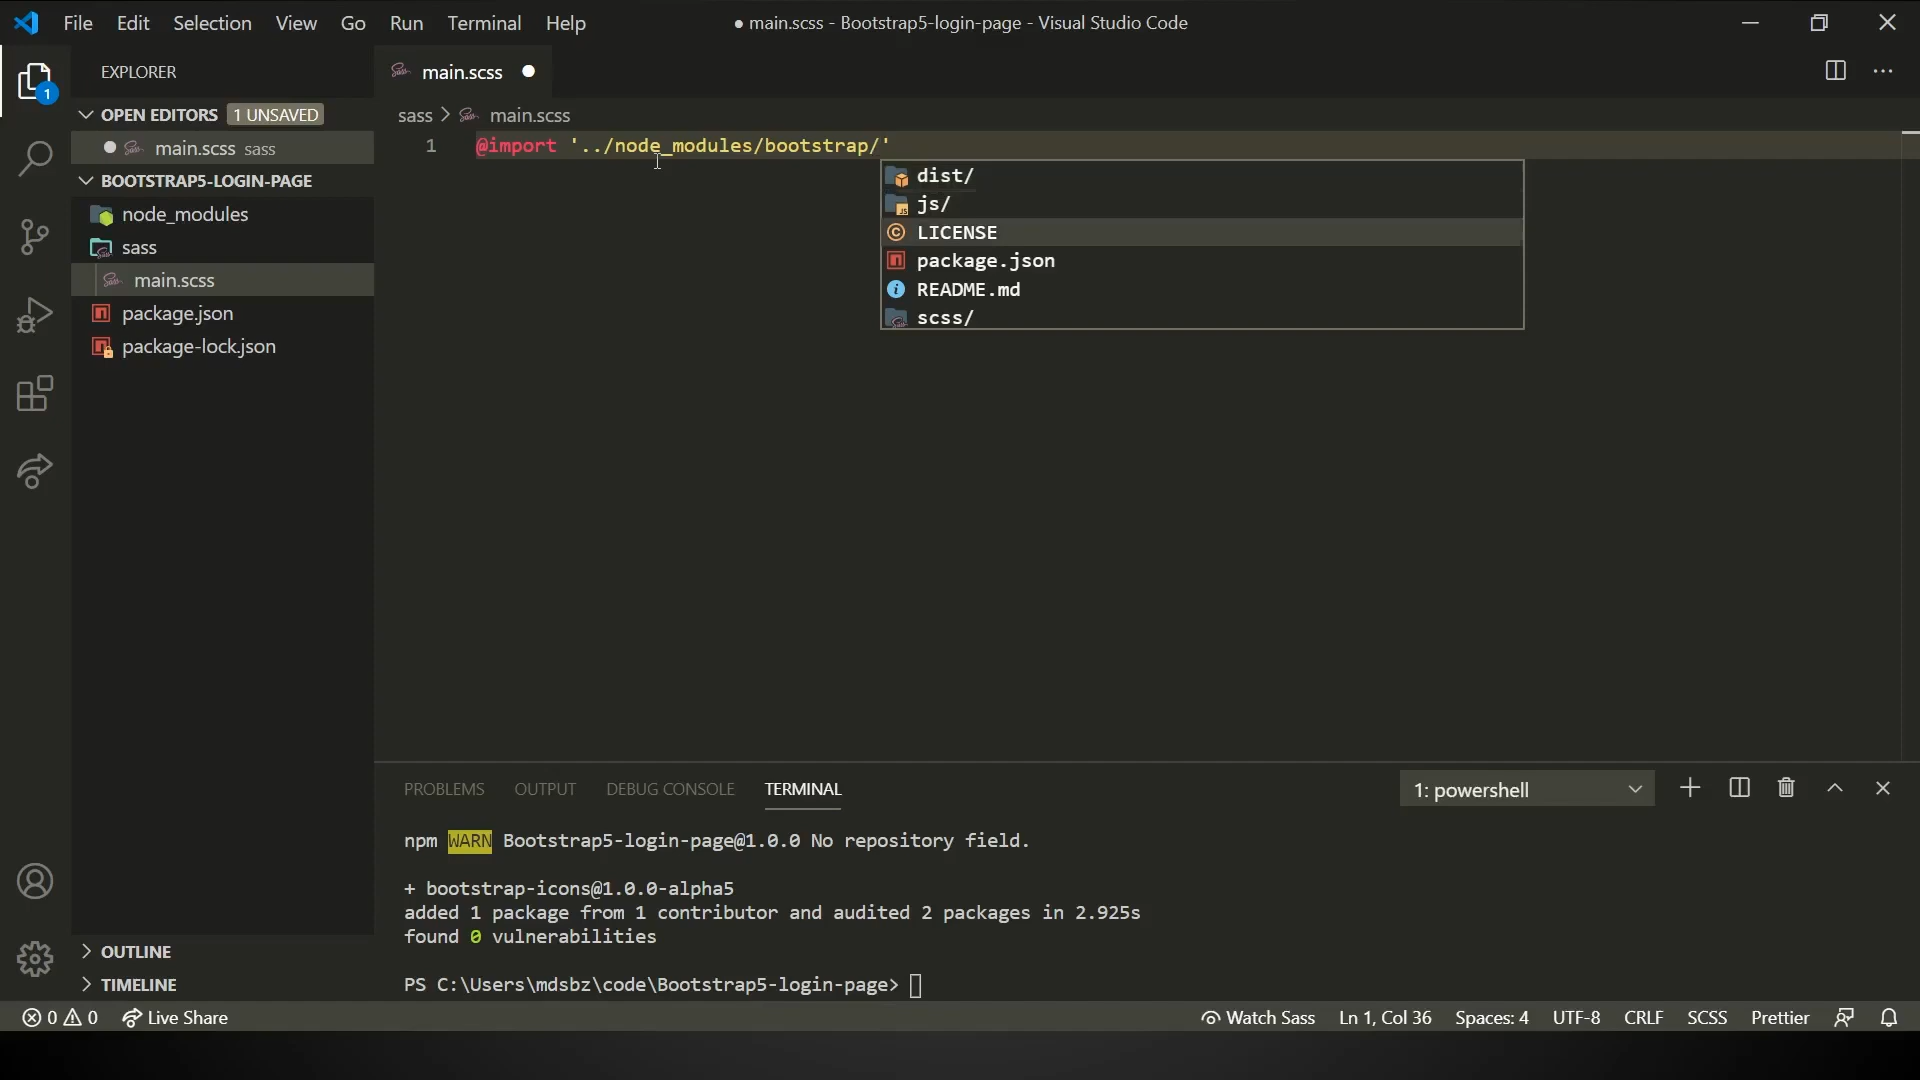 File Edit Selection View Go Run Terminal Help
● main.scss - Bootstrap5-login-page - Visual Studio Code
EXPLORER
1
OPEN EDITORS 1 UNSAVED
main.scss sass
BOOTSTRAP5-LOGIN-PAGE
node_modules
sass
main.scss
package.json
package-lock.json
OUTLINE
TIMELINE
main.scss
sass > main.scss
1 @import '../node_modules/bootstrap/'
dist/
js/
LICENSE
package.json
README.md
scss/
PROBLEMS OUTPUT DEBUG CONSOLE TERMINAL
1: powershell
npm WARN Bootstrap5-login-page@1.0.0 No repository field.
+ bootstrap-icons@1.0.0-alpha5
added 1 package from 1 contributor and audited 2 packages in 2.925s
found 0 vulnerabilities
PS C:\Users\mdsbz\code\Bootstrap5-login-page>
0 0 Live Share
Watch Sass Ln 1, Col 36 Spaces: 4 UTF-8 CRLF SCSS Prettier